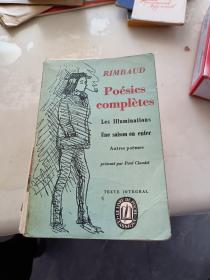 RIMBAUD
Poésies
complètes
Les Illuminations
Une saison en enfer
Autres poèmes
présenté par Paul Claudel
TEXTE INTÉGRAL